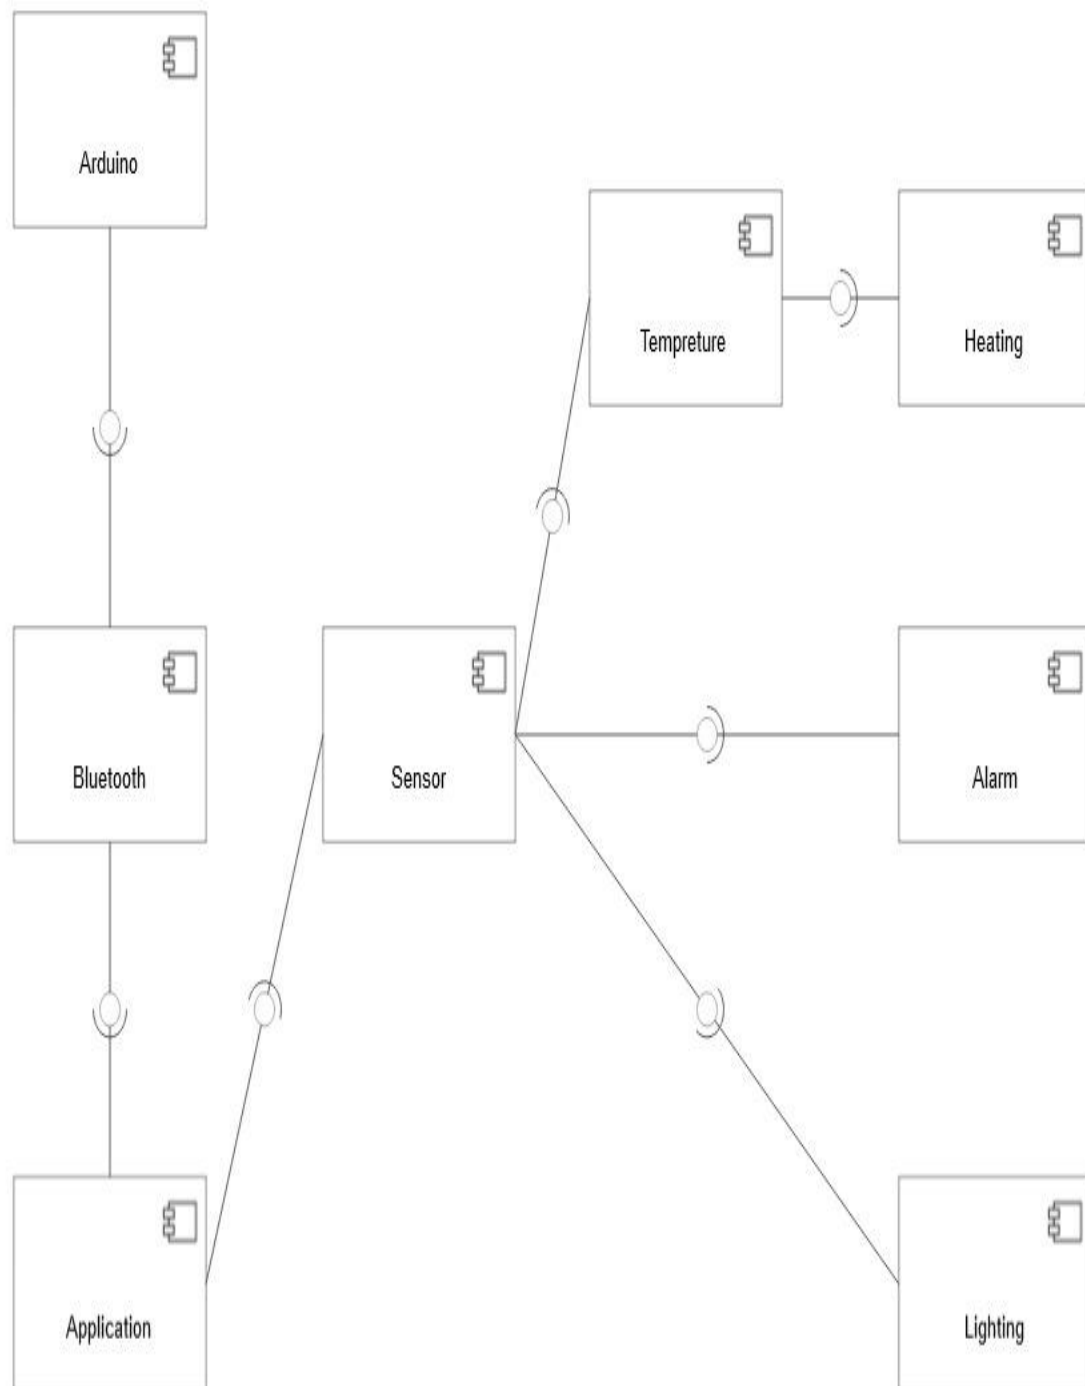 Arduino
Tempreture
Heating
Bluetooth
Sensor
Alarm
Application
Lighting